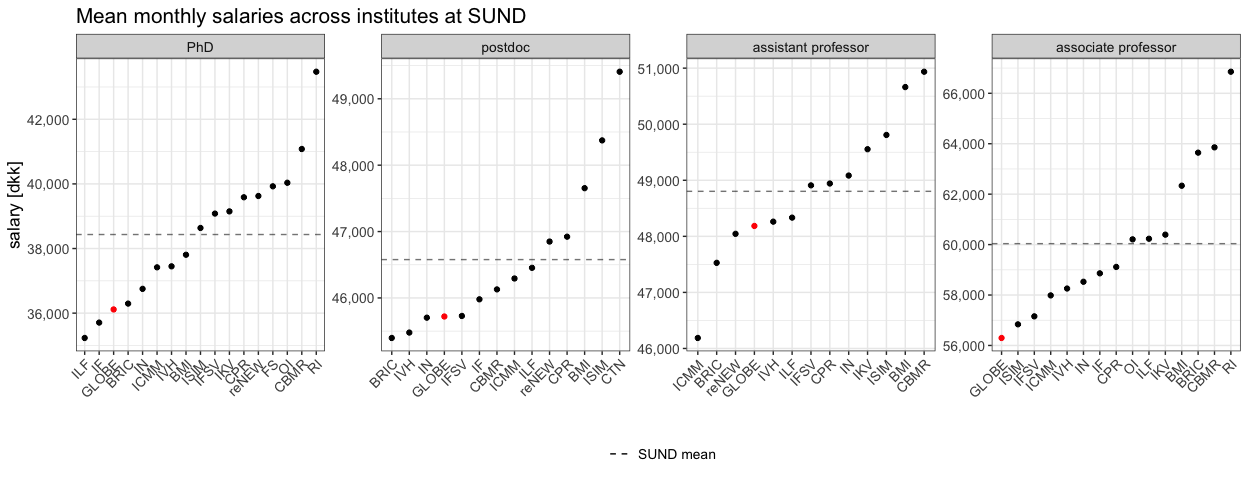 Mean monthly salaries across institutes at SUND
PhD
postdoc
assistant professor
associate professor
salary [dkk]
42,000
40,000
38,000
36,000
ILF
IF
GLOBE
BRIC
IN
ICMM
IVH
BMI
ISIM
IFSV
IKV
CPR
reNEW
FS
OI
CBMR
RI
49,000
48,000
47,000
46,000
BRIC
IVH
IN
GLOBE
IFSV
IF
CBMR
ICMM
ILF
reNEW
CPR
BMI
ISIM
CTN
51,000
50,000
49,000
48,000
47,000
46,000
ICMM
BRIC
reNEW
GLOBE
IVH
ILF
IFSV
CPR
IN
IKV
ISIM
BMI
CBMR
66,000
64,000
62,000
60,000
58,000
56,000
GLOBE
ISIM
IFSV
ICMM
IVH
IN
IF
CPR
OI
ILF
IKV
BMI
BRIC
CBMR
RI
SUND mean